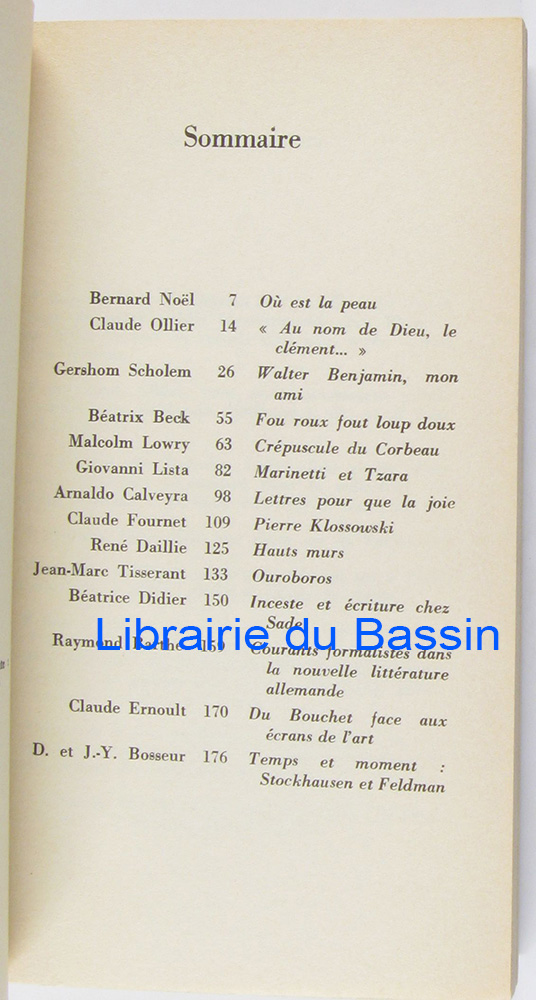 Sommaire
Bernard Noël 7 Où est la peau
Claude Ollier 14 « Au nom de Dieu, le
clément... »
Gershom Scholem 26 Walter Benjamin, mon
ami
Béatrix Beck 55 Fou roux fout loup doux
Malcolm Lowry 63 Crépuscule du Corbeau
Giovanni Lista 82 Marinetti et Tzara
Arnaldo Calveyra 98 Lettres pour que la joie
Claude Fournet 109 Pierre Klossowski
René Daillie 125 Hauts murs
Jean-Marc Tisserant 133 Ouroboros
Béatrice Didier 150 Inceste et écriture chez
Sade
Librairie du Bassin
Raymond 159 Courants formalistes dans
la nouvelle littérature
allemande
Claude Ernoult 170 Du Bouchet face aux
écrans de l'art
D. et J.-Y. Bosseur 176 Temps et moment :
Stockhausen et Feldman